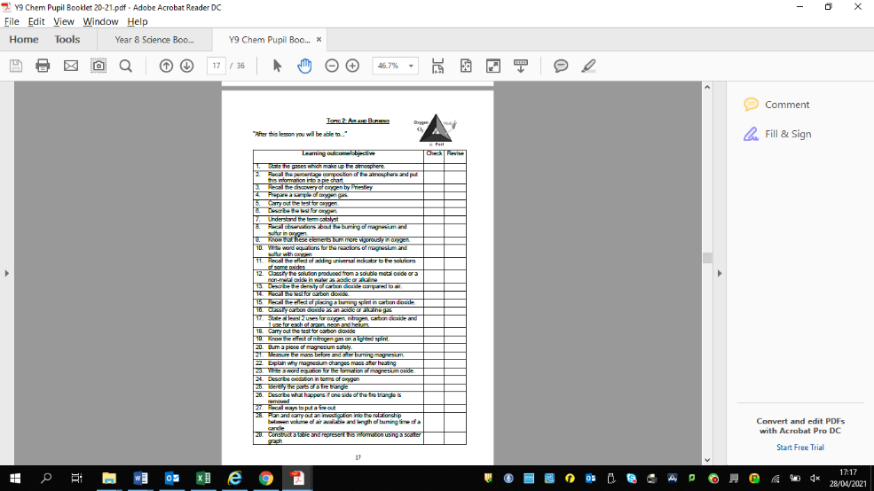 Y9 Chem Pupil Booklet 20-21.pdf - Adobe Acrobat Reader DC
File Edit View Window Help
Home Tools Year 8 Science Boo... Y9 Chem Pupil Boo... ×
17 / 36 46.7%
TOPIC 2: AIR AND BURNING
"After this lesson you will be able to..."
Oxygen
O₂
Fuel
Learning outcome/objective Check Revise
1. State the gases which make up the atmosphere.
2. Recall the percentage composition of the atmosphere and put
this information into a pie chart.
3. Recall the discovery of oxygen by Priestley
4. Prepare a sample of oxygen gas.
5. Carry out the test for oxygen.
6. Describe the test for oxygen.
7. Understand the term catalyst
8. Recall observations about the burning of magnesium and
sulfur in oxygen.
9. Know that these elements burn more vigorously in oxygen.
10. Write word equations for the reactions of magnesium and
sulfur with oxygen
11. Recall the effect of adding universal indicator to the solutions
of some oxides
12. Classify the solution produced from a soluble metal oxide or a
non-metal oxide in water as acidic or alkaline
13. Describe the density of carbon dioxide compared to air.
14. Recall the test for carbon dioxide.
15. Recall the effect of placing a burning splint in carbon dioxide.
16. Classify carbon dioxide as an acidic or alkaline gas.
17. State at least 2 uses for oxygen, nitrogen, carbon dioxide and
1 use for each of argon, neon and helium.
18. Carry out the test for carbon dioxide
19. Know the effect of nitrogen gas on a lighted splint.
20. Burn a piece of magnesium safely.
21. Measure the mass before and after burning magnesium.
22. Explain why magnesium changes mass after heating
23. Write a word equation for the formation of magnesium oxide.
24. Describe oxidation in terms of oxygen
25. Identify the parts of a fire triangle
26. Describe what happens if one side of the fire triangle is
removed
27. Recall ways to put a fire out
28. Plan and carry out an investigation into the relationship
between volume of air available and length of burning time of a
candle
29. Construct a table and represent this information using a scatter
graph
17
Comment
Fill & Sign
Convert and edit PDFs
with Acrobat Pro DC
Start Free Trial
17:17
28/04/2021